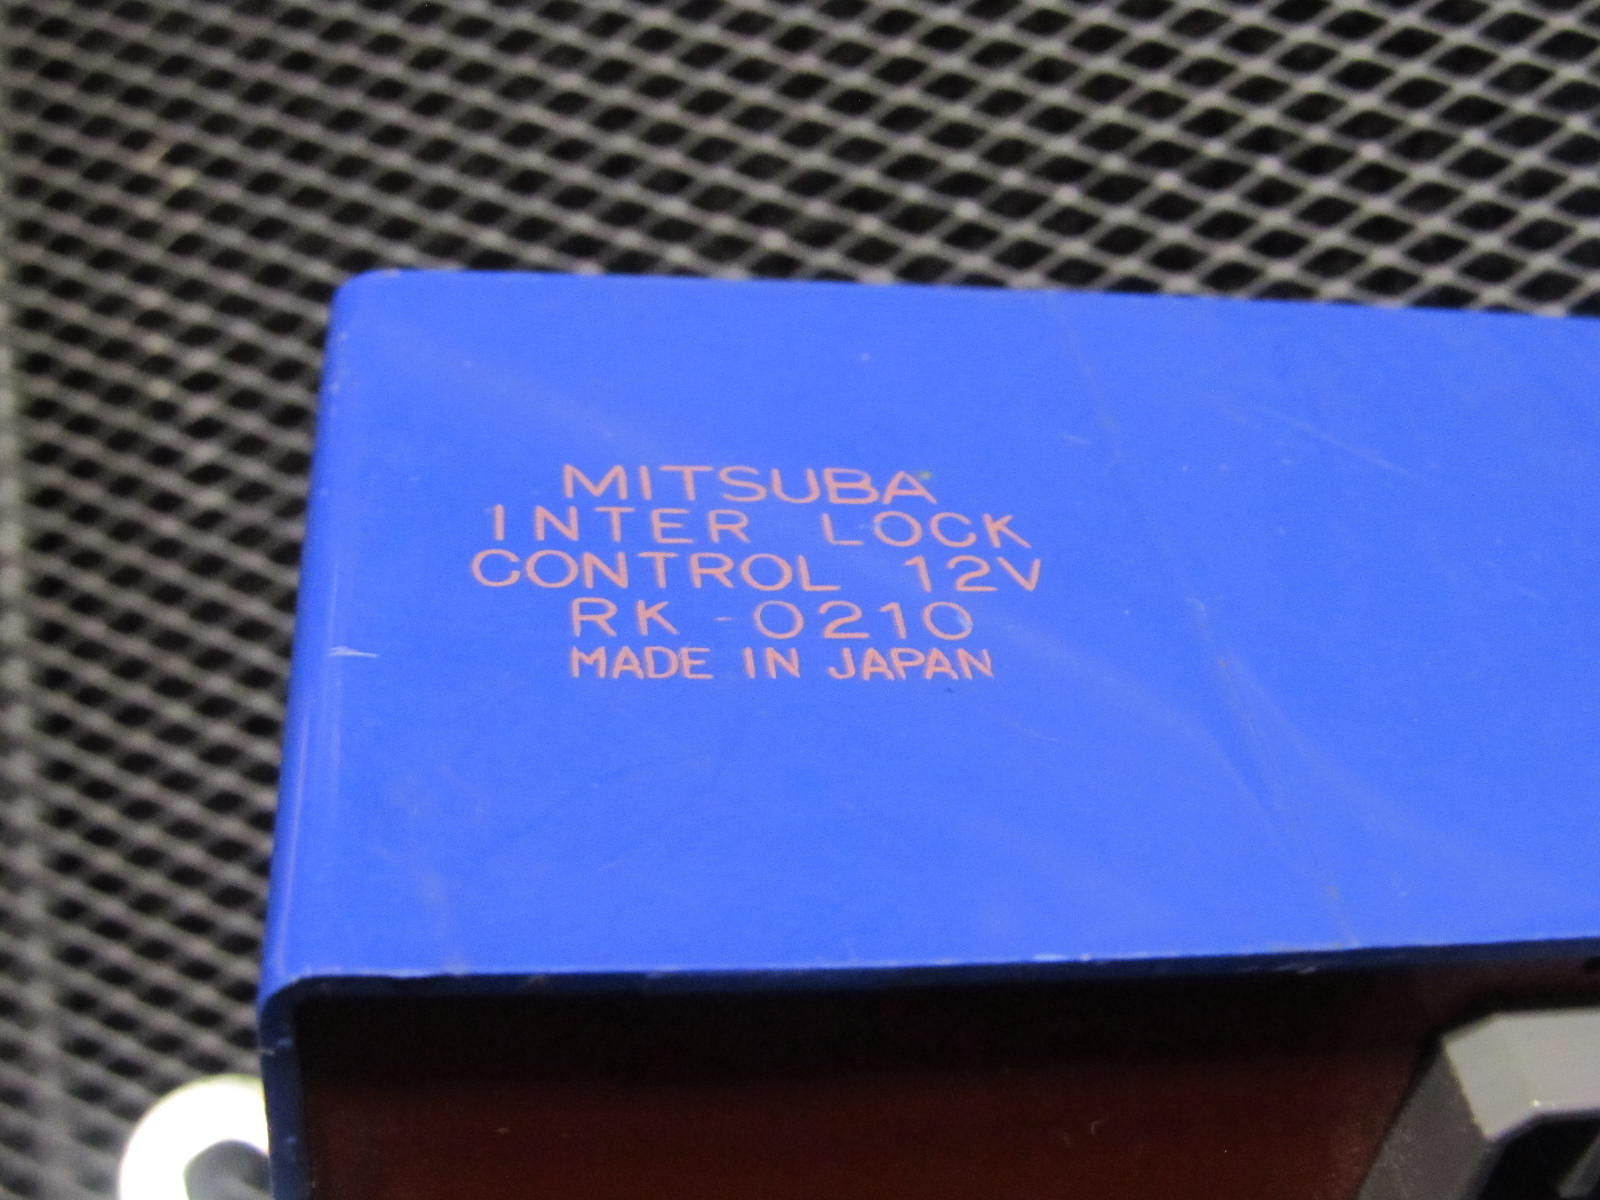 MITSUBA
INTER LOCK
CONTROL 12V
RK-0210
MADE IN JAPAN